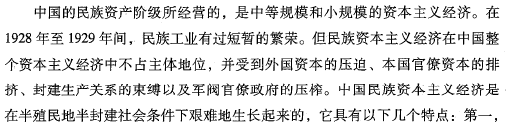 中国的民族资产阶级所经营的，是中等规模和小规模的资本主义经济。在
1928年至1929年间，民族工业有过短暂的繁荣。但民族资本主义经济在中国整
个资本主义经济中不占主体地位，并受到外国资本的压迫、本国官僚资本的排
挤、封建生产关系的束缚以及军阀官僚政府的压榨。中国民族资本主义经济是
在半殖民地半封建社会条件下艰难地生长起来的，它具有以下几个特点：第一，